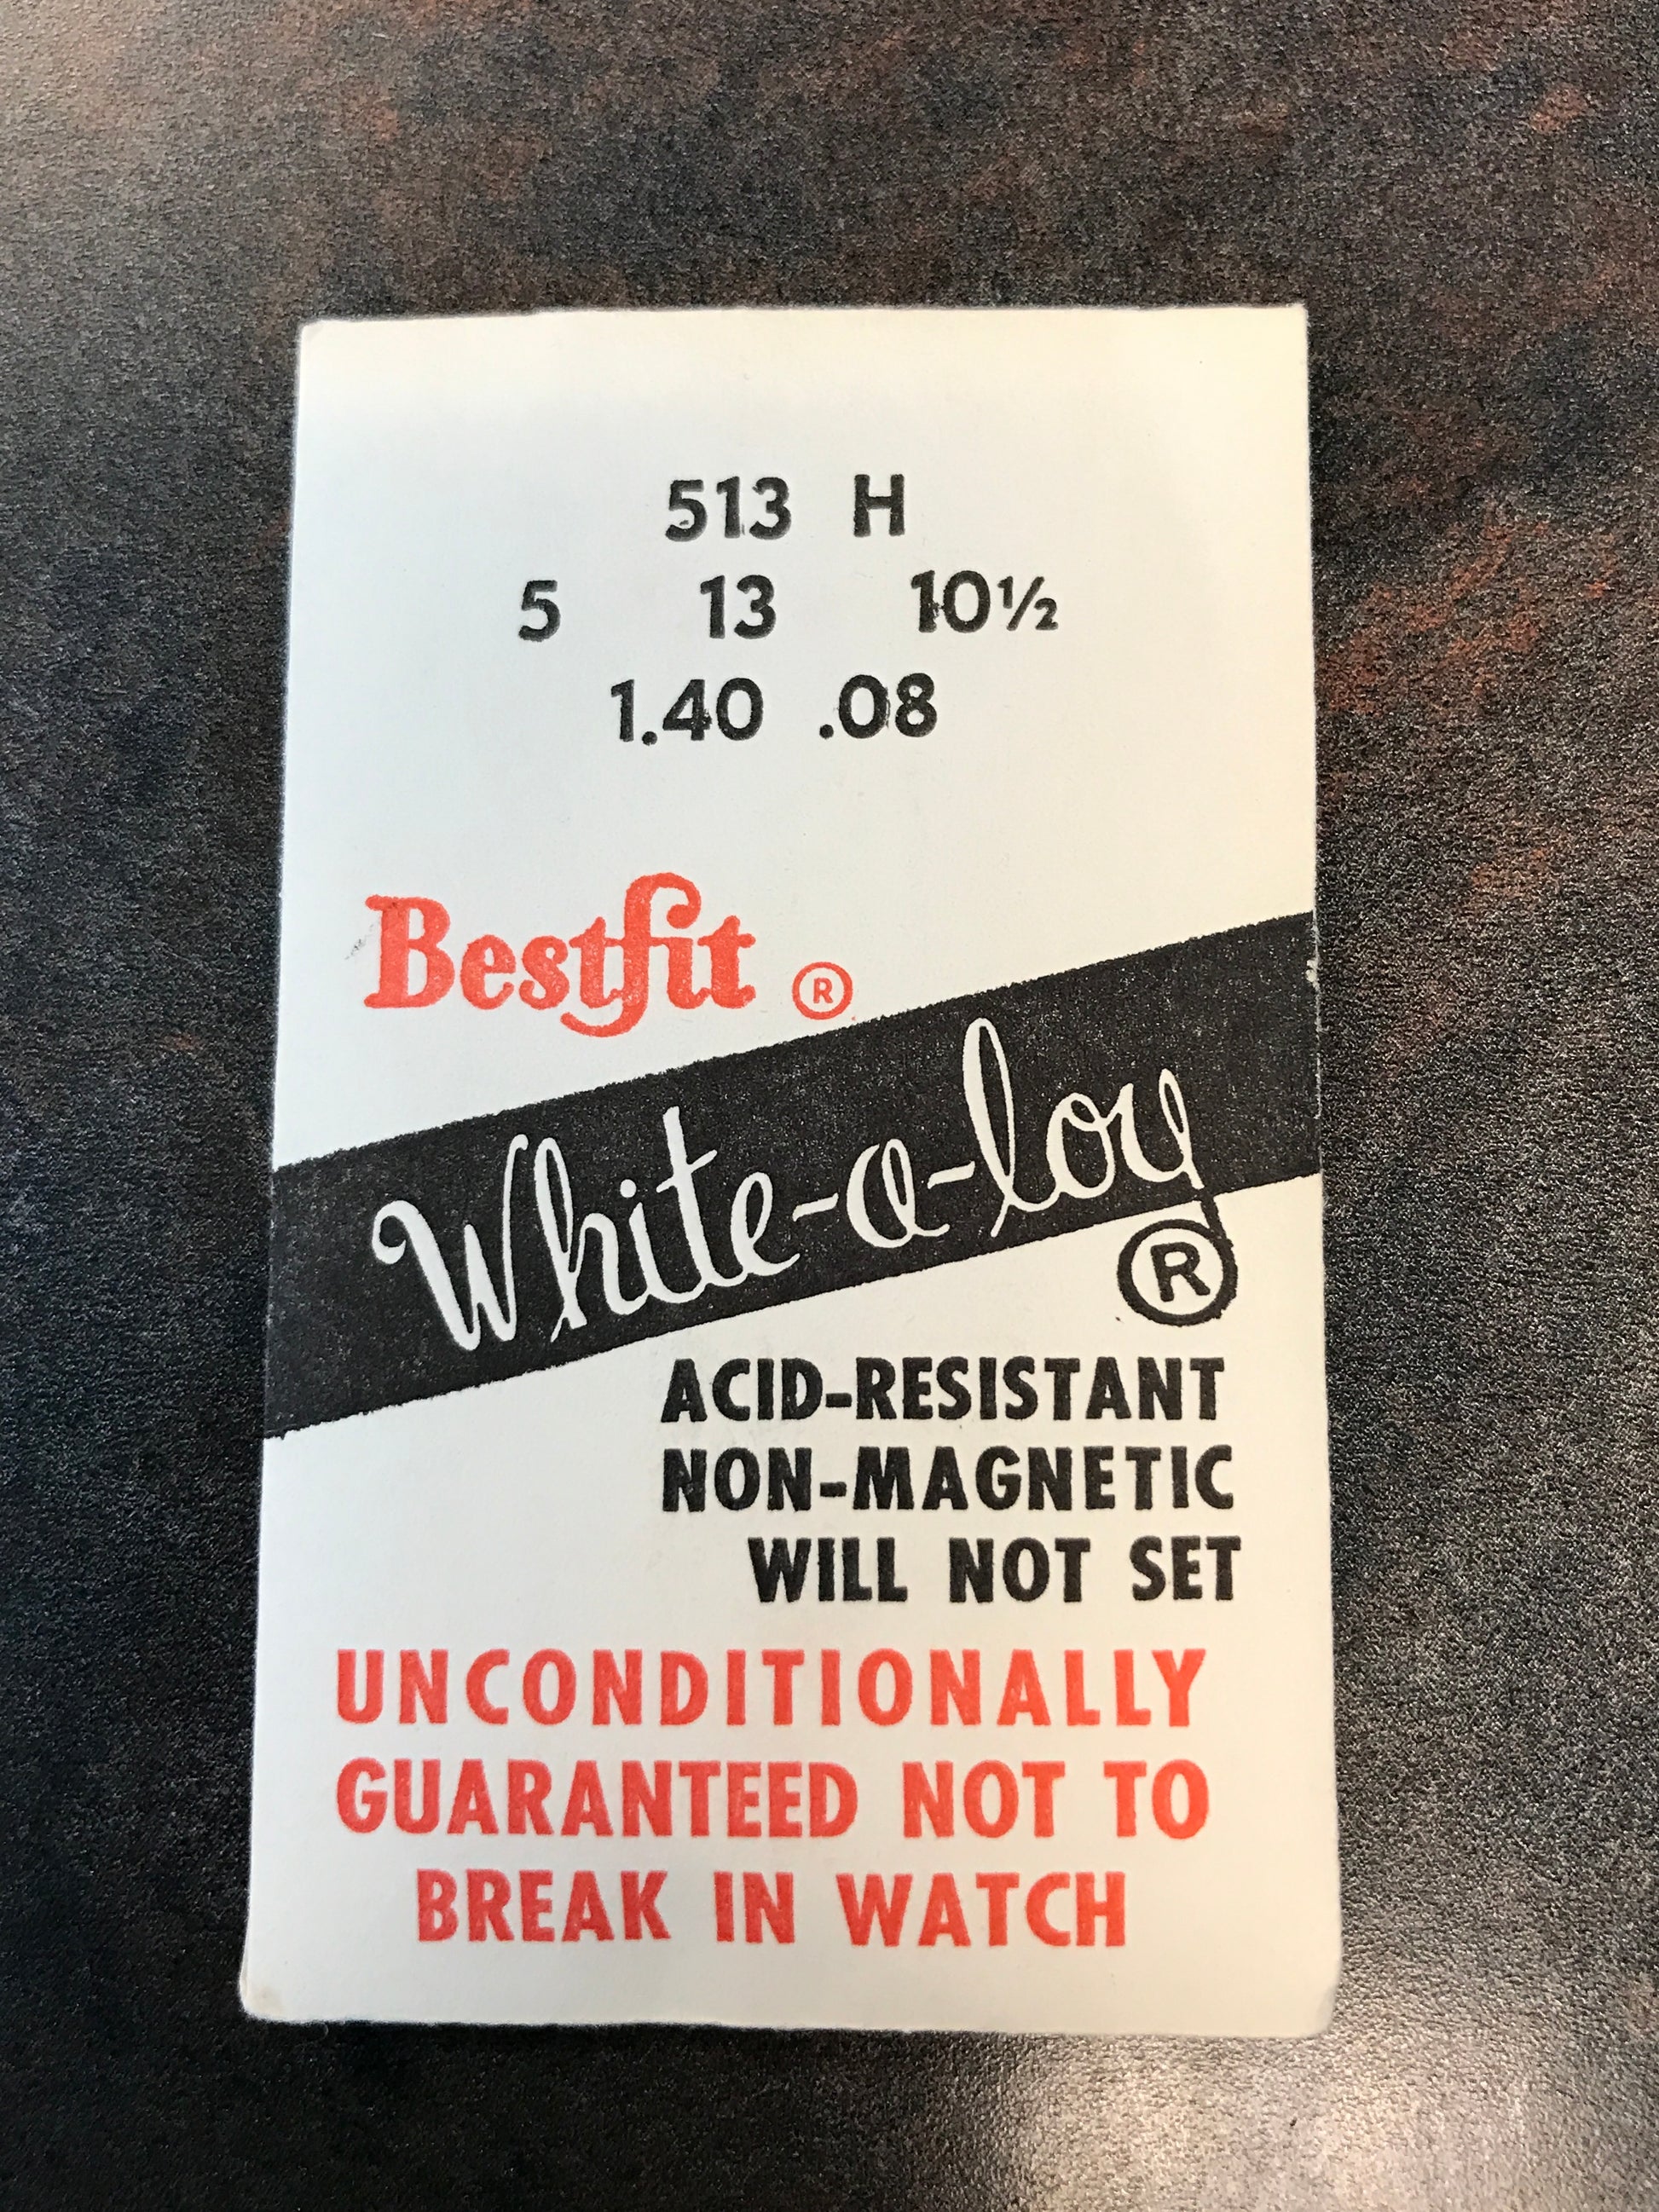 513 H
5 13 10½
1.40 .08
Bestfit ®
White-a-loy
®
ACID-RESISTANT
NON-MAGNETIC
WILL NOT SET
UNCONDITIONALLY
GUARANTEED NOT TO
BREAK IN WATCH